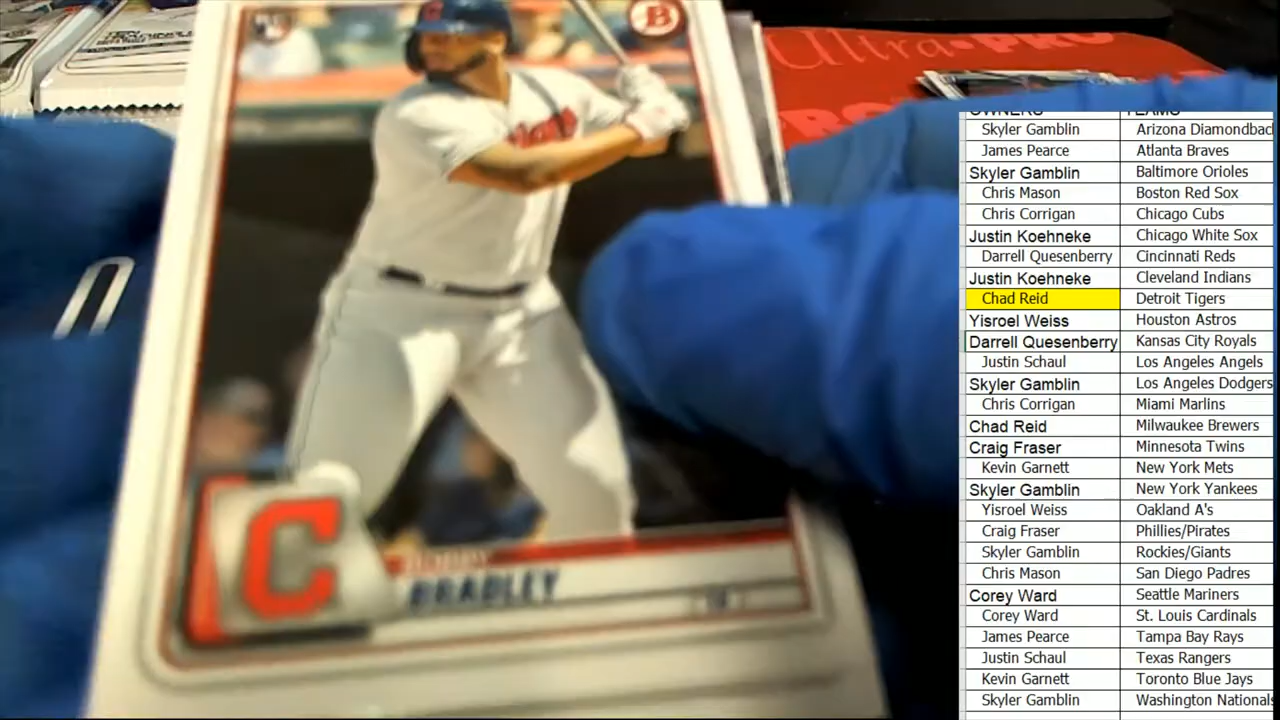 B
Ultra-PRO
PRO
C
BRADLEY
OWNERS TEAMS
Skyler Gamblin Arizona Diamondbac
James Pearce Atlanta Braves
Skyler Gamblin Baltimore Orioles
Chris Mason Boston Red Sox
Chris Corrigan Chicago Cubs
Justin Koehneke Chicago White Sox
Darrell Quesenberry Cincinnati Reds
Justin Koehneke Cleveland Indians
Chad Reid Detroit Tigers
Yisroel Weiss Houston Astros
Darrell Quesenberry Kansas City Royals
Justin Schaul Los Angeles Angels
Skyler Gamblin Los Angeles Dodgers
Chris Corrigan Miami Marlins
Chad Reid Milwaukee Brewers
Craig Fraser Minnesota Twins
Kevin Garnett New York Mets
Skyler Gamblin New York Yankees
Yisroel Weiss Oakland A's
Craig Fraser Phillies/Pirates
Skyler Gamblin Rockies/Giants
Chris Mason San Diego Padres
Corey Ward Seattle Mariners
Corey Ward St. Louis Cardinals
James Pearce Tampa Bay Rays
Justin Schaul Texas Rangers
Kevin Garnett Toronto Blue Jays
Skyler Gamblin Washington Nationals